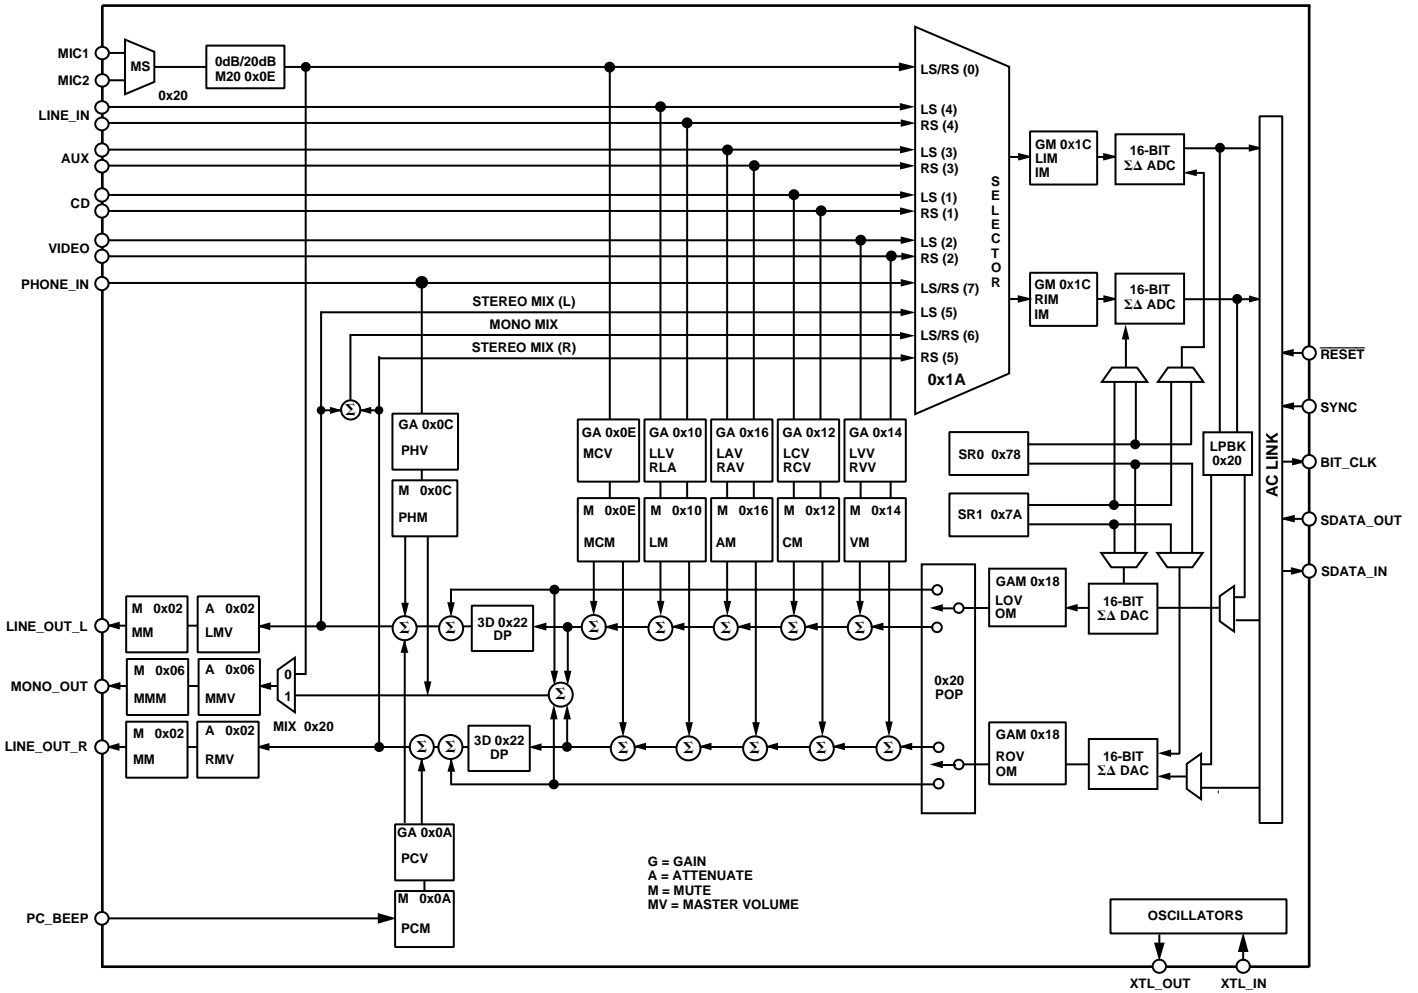 MIC1
MIC2
MS
0x20
0dB/20dB
M20 0x0E
LINE_IN
AUX
CD
VIDEO
PHONE_IN
LS/RS (0)
LS (4)
RS (4)
LS (3)
RS (3)
LS (1)
RS (1)
LS (2)
RS (2)
LS/RS (7)
LS (5)
LS/RS (6)
RS (5)
0x1A
SELECTOR
STEREO MIX (L)
MONO MIX
STEREO MIX (R)
GM 0x1C
LIM
IM
16-BIT
ΣΔ ADC
GM 0x1C
RIM
IM
16-BIT
ΣΔ ADC
RESET
SYNC
BIT_CLK
SDATA_OUT
SDATA_IN
AC LINK
LPBK
0x20
SR0 0x78
SR1 0x7A
Σ
GA 0x0C
PHV
M 0x0C
PHM
GA 0x0E
MCV
GA 0x10
LLV
RLA
GA 0x16
LAV
RAV
GA 0x12
LCV
RCV
GA 0x14
LVV
RVV
M 0x0E
MCM
M 0x10
LM
M 0x16
AM
M 0x12
CM
M 0x14
VM
GAM 0x18
LOV
OM
16-BIT
ΣΔ DAC
LINE_OUT_L
M 0x02
MM
A 0x02
LMV
Σ
Σ
3D 0x22
DP
Σ
Σ
Σ
Σ
Σ
MONO_OUT
M 0x06
MMM
A 0x06
MMV
0
1
MIX 0x20
Σ
0x20
POP
LINE_OUT_R
M 0x02
MM
A 0x02
RMV
Σ
Σ
3D 0x22
DP
Σ
Σ
Σ
Σ
Σ
GAM 0x18
ROV
OM
16-BIT
ΣΔ DAC
GA 0x0A
PCV
M 0x0A
PCM
PC_BEEP
G = GAIN
A = ATTENUATE
M = MUTE
MV = MASTER VOLUME
OSCILLATORS
XTL_OUT
XTL_IN